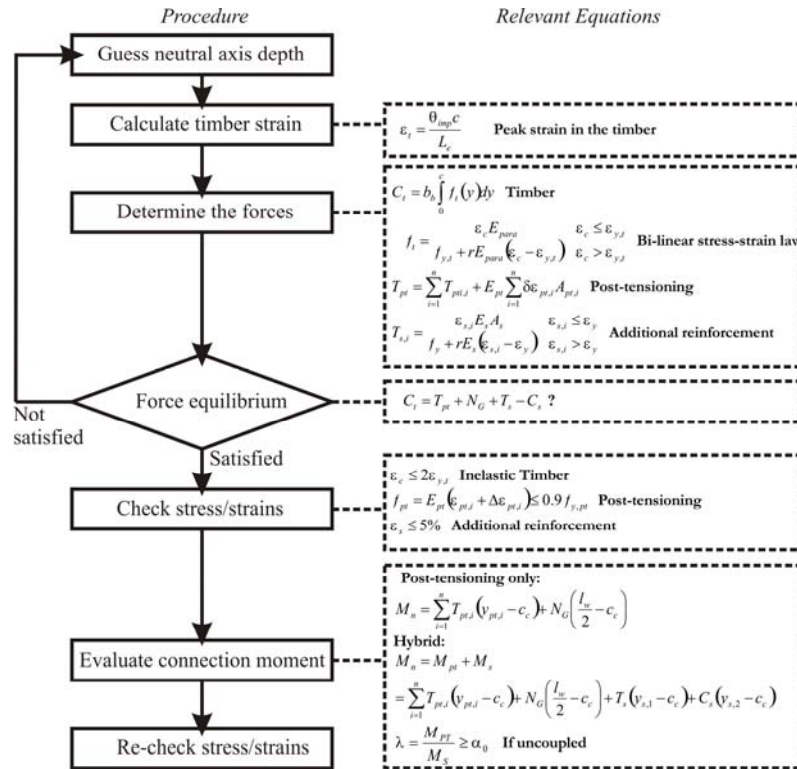 Procedure
Relevant Equations
Guess neutral axis depth
Calculate timber strain
ε_t = θ_imp c / L_c Peak strain in the timber
Determine the forces
C_t = b_b ∫_0^c f_t(y)dy Timber
f_t = ε_c E_para ε_c ≤ ε_y,t
f_y,t + rE_para(ε_c − ε_y,t) ε_c > ε_y,t Bi-linear stress-strain law
T_pt = ∑_{i=1}^n T_pti,i + E_pt ∑_{i=1}^n δε_pt,i A_pt,i Post-tensioning
T_s,i = ε_s,i E_s A_s ε_s,i ≤ ε_y
f_y + rE_s(ε_s,i − ε_y) ε_s,i > ε_y Additional reinforcement
Force equilibrium
Not
satisfied
C_t = T_pt + N_G + T_s − C_s ?
Satisfied
Check stress/strains
ε_c ≤ 2ε_y,t Inelastic Timber
f_pt = E_pt(ε_pt,i + Δε_pt,i) ≤ 0.9 f_y,pt Post-tensioning
ε_s ≤ 5% Additional reinforcement
Evaluate connection moment
Post-tensioning only:
M_n = ∑_{i=1}^n T_pt,i(y_pt,i − c_c) + N_G(l_w/2 − c_c)
Hybrid:
M_n = M_pt + M_s
= ∑_{i=1}^n T_pt,i(y_pt,i − c_c) + N_G(l_w/2 − c_c) + T_s(y_s,1 − c_c) + C_s(y_s,2 − c_c)
λ = M_PT / M_S ≥ α_0 If uncoupled
Re-check stress/strains